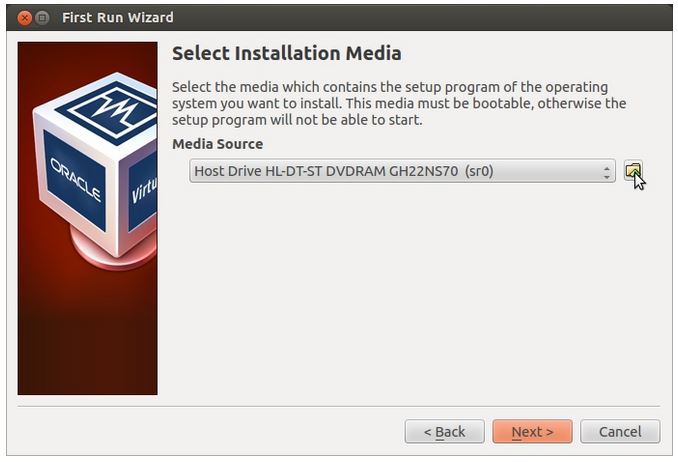 First Run Wizard
Select Installation Media
Select the media which contains the setup program of the operating
system you want to install. This media must be bootable, otherwise the
setup program will not be able to start.
Media Source
Host Drive HL-DT-ST DVDRAM GH22NS70 (sr0)
ORACLE
Virtu
< Back
Next >
Cancel